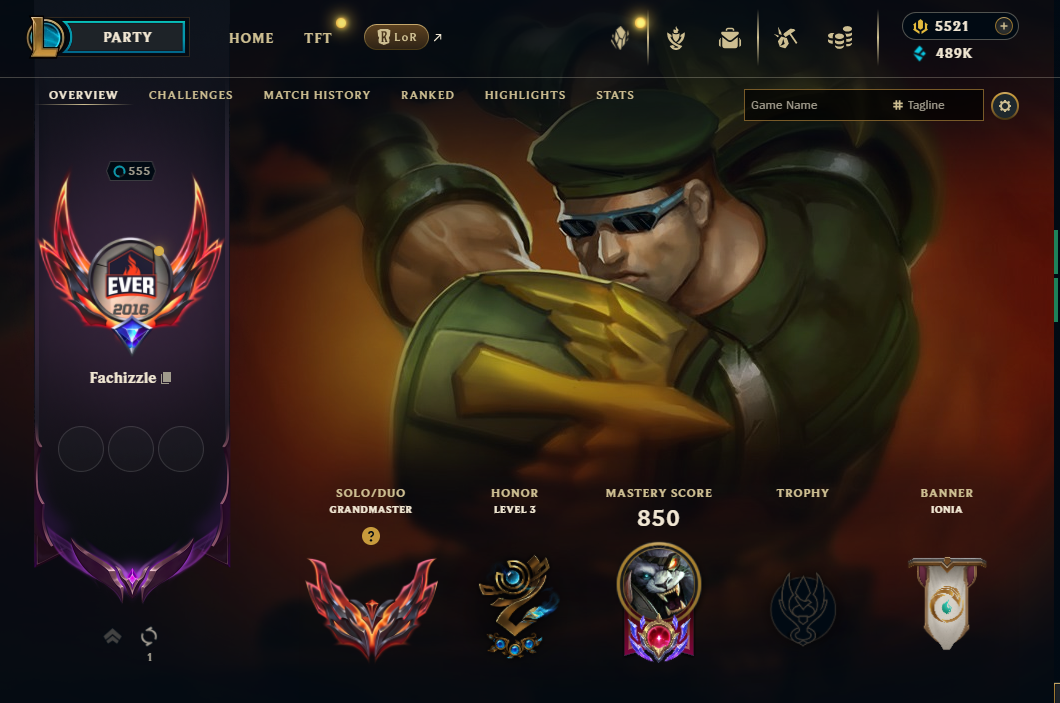 PARTY
HOME
TFT
LoR
5521
489K
OVERVIEW
CHALLENGES
MATCH HISTORY
RANKED
HIGHLIGHTS
STATS
Game Name
# Tagline
555
EVER
2016
Fachizzle
SOLO/DUO
GRANDMASTER
?
HONOR
LEVEL 3
MASTERY SCORE
850
TROPHY
BANNER
IONIA
1